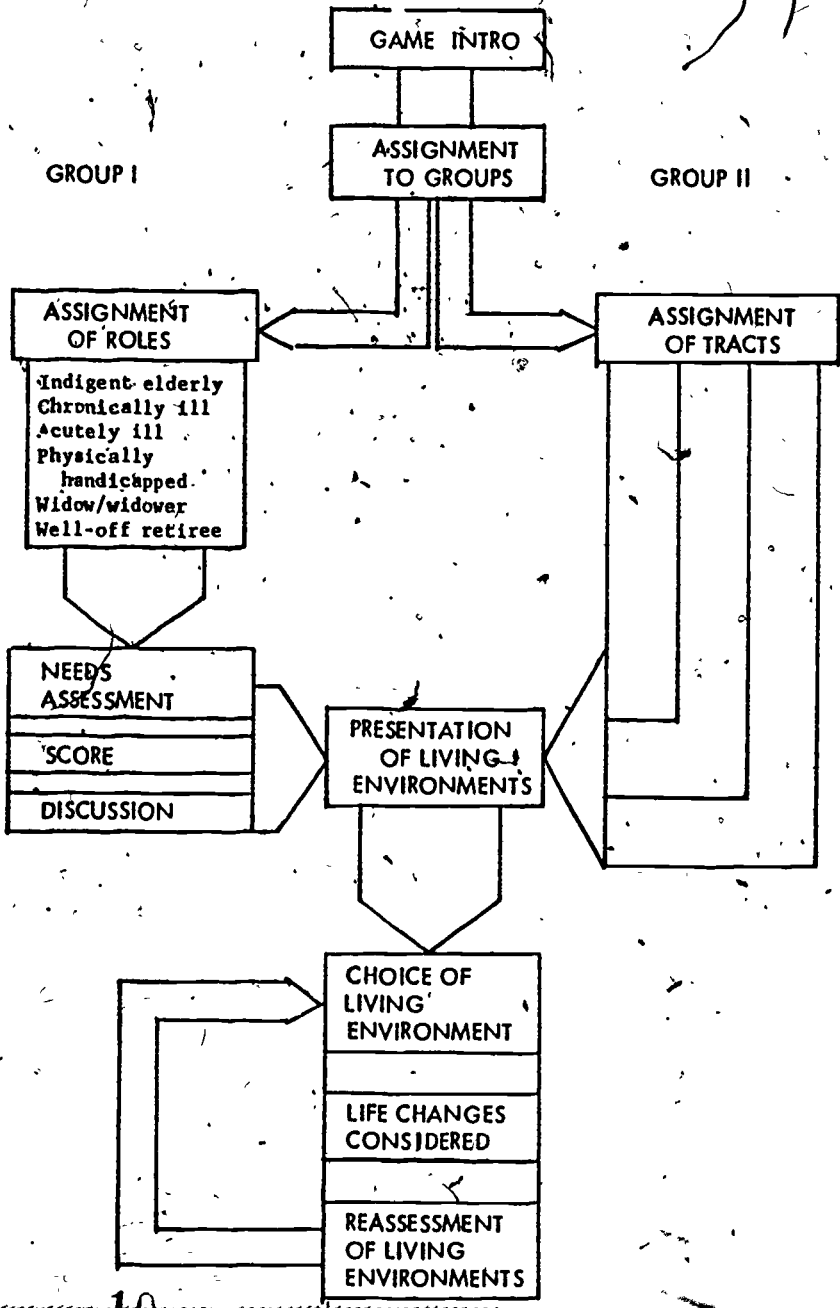 GAME INTRO
ASSIGNMENT
TO GROUPS
GROUP I
GROUP II
ASSIGNMENT
OF ROLES
Indigent elderly
Chronically ill
Acutely ill
Physically
handicapped
Widow/widower
Well-off retiree
ASSIGNMENT
OF TRACTS
NEEDS
ASSESSMENT
SCORE
DISCUSSION
PRESENTATION
OF LIVING
ENVIRONMENTS
CHOICE OF
LIVING
ENVIRONMENT
LIFE CHANGES
CONSIDERED
REASSESSMENT
OF LIVING
ENVIRONMENTS
10